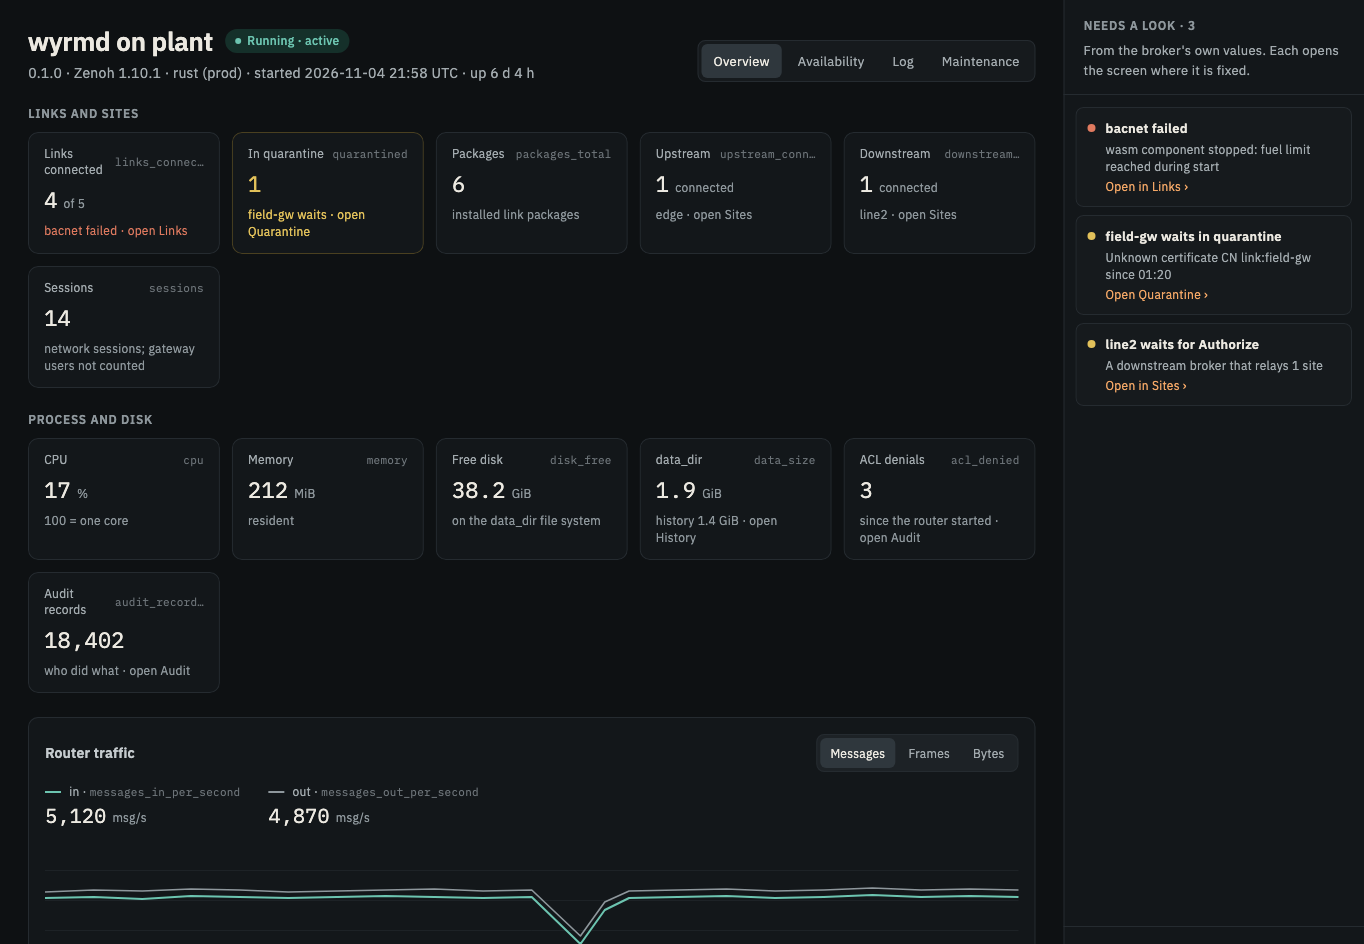 wyrmd on plant
Running · active
0.1.0 · Zenoh 1.10.1 · rust (prod) · started 2026-11-04 21:58 UTC · up 6 d 4 h
Overview
Availability
Log
Maintenance
LINKS AND SITES
Links connected
links_connec…
4 of 5
bacnet failed · open Links
In quarantine
quarantined
1
field-gw waits · open
Quarantine
Packages
packages_total
6
installed link packages
Upstream
upstream_conn…
1 connected
edge · open Sites
Downstream
downstream…
1 connected
line2 · open Sites
Sessions
sessions
14
network sessions; gateway
users not counted
PROCESS AND DISK
CPU
cpu
17 %
100 = one core
Memory
memory
212 MiB
resident
Free disk
disk_free
38.2 GiB
on the data_dir file system
data_dir
data_size
1.9 GiB
history 1.4 GiB · open
History
ACL denials
acl_denied
3
since the router started ·
open Audit
Audit records
audit_record…
18,402
who did what · open Audit
Router traffic
Messages
Frames
Bytes
in · messages_in_per_second
5,120 msg/s
out · messages_out_per_second
4,870 msg/s
NEEDS A LOOK · 3
From the broker's own values. Each opens
the screen where it is fixed.
bacnet failed
wasm component stopped: fuel limit
reached during start
Open in Links ›
field-gw waits in quarantine
Unknown certificate CN link:field-gw
since 01:20
Open Quarantine ›
line2 waits for Authorize
A downstream broker that relays 1 site
Open in Sites ›